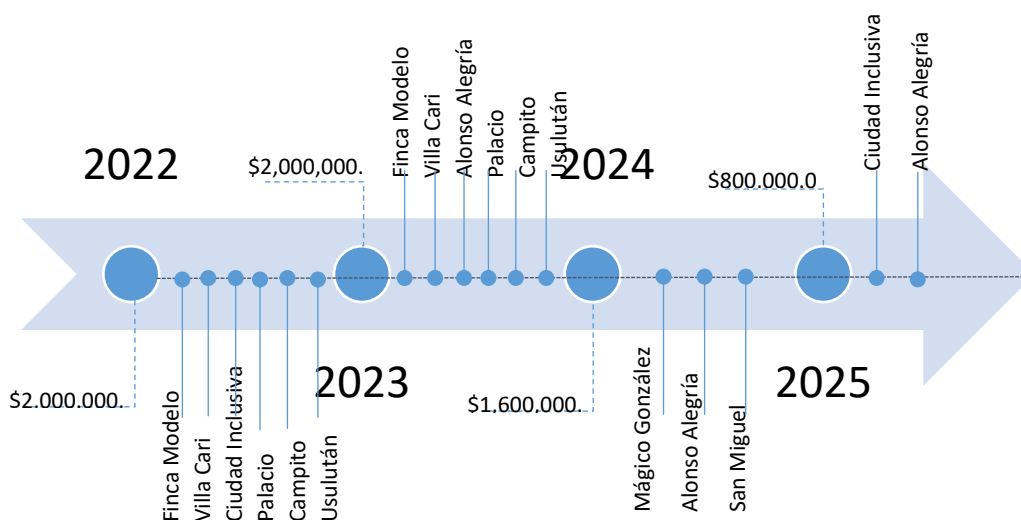 2022
$2.000.000.
Finca Modelo
Villa Cari
Ciudad Inclusiva
Palacio
Campito
Usulután
2023
$2,000,000.
Finca Modelo
Villa Cari
Alonso Alegría
Palacio
Campito
Usulután
2024
$1,600,000.
Mágico González
Alonso Alegría
San Miguel
2025
$800.000.0
Ciudad Inclusiva
Alonso Alegría